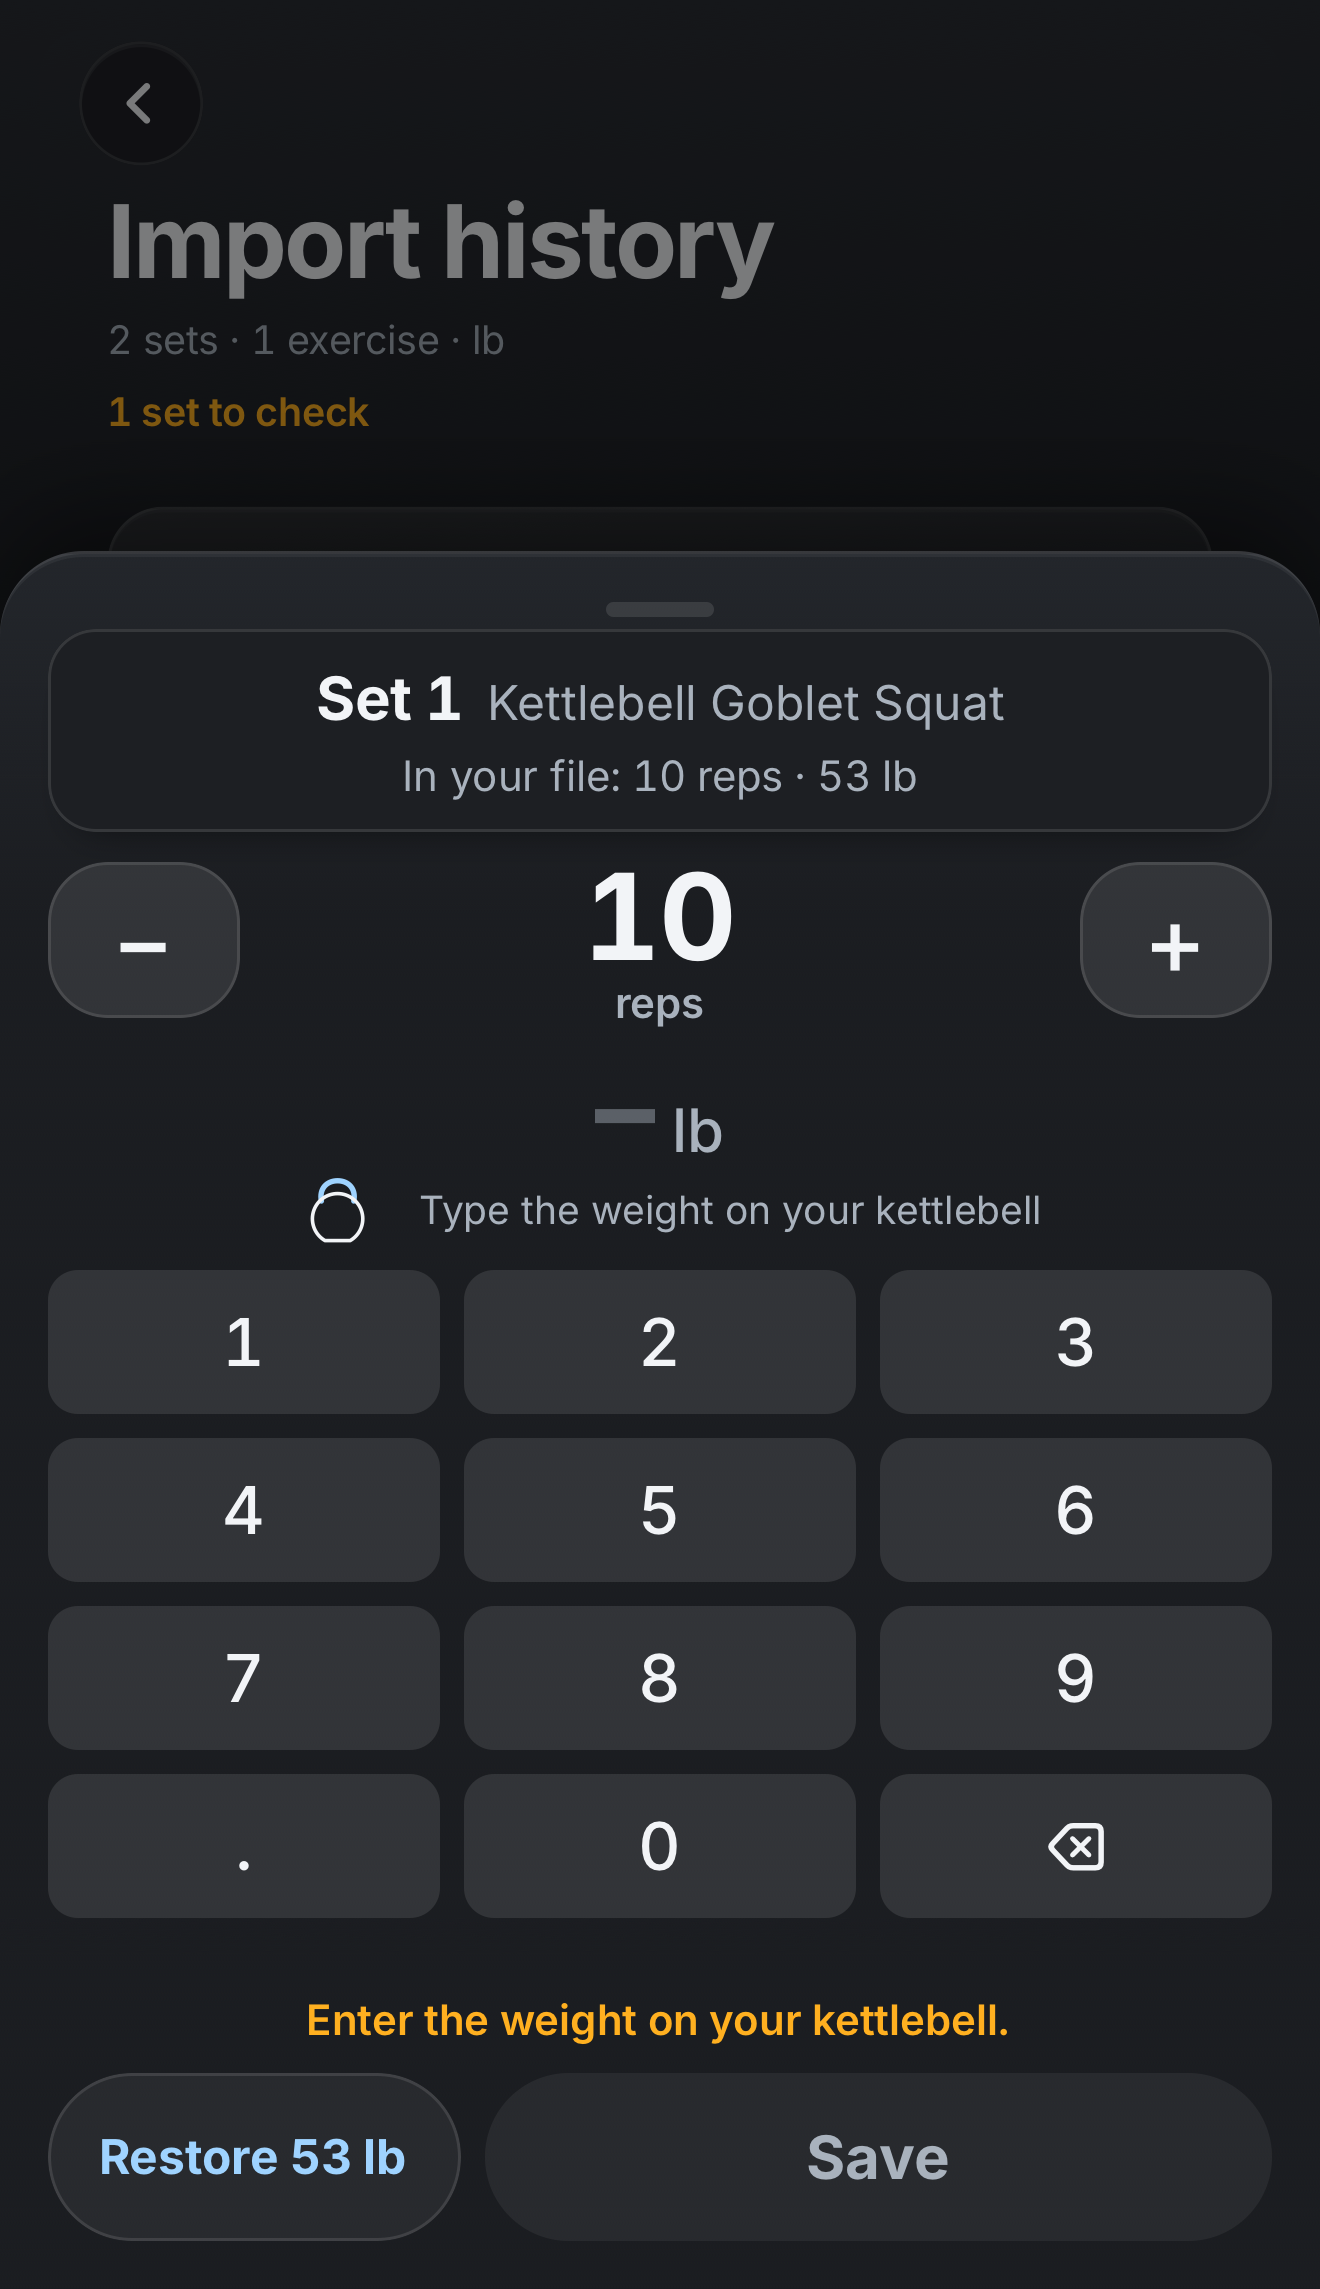 Import history
2 sets · 1 exercise · lb
1 set to check
Set 1 Kettlebell Goblet Squat
In your file: 10 reps · 53 lb
− 10 +
reps
— lb
Type the weight on your kettlebell
1 2 3
4 5 6
7 8 9
. 0
Enter the weight on your kettlebell.
Restore 53 lb Save